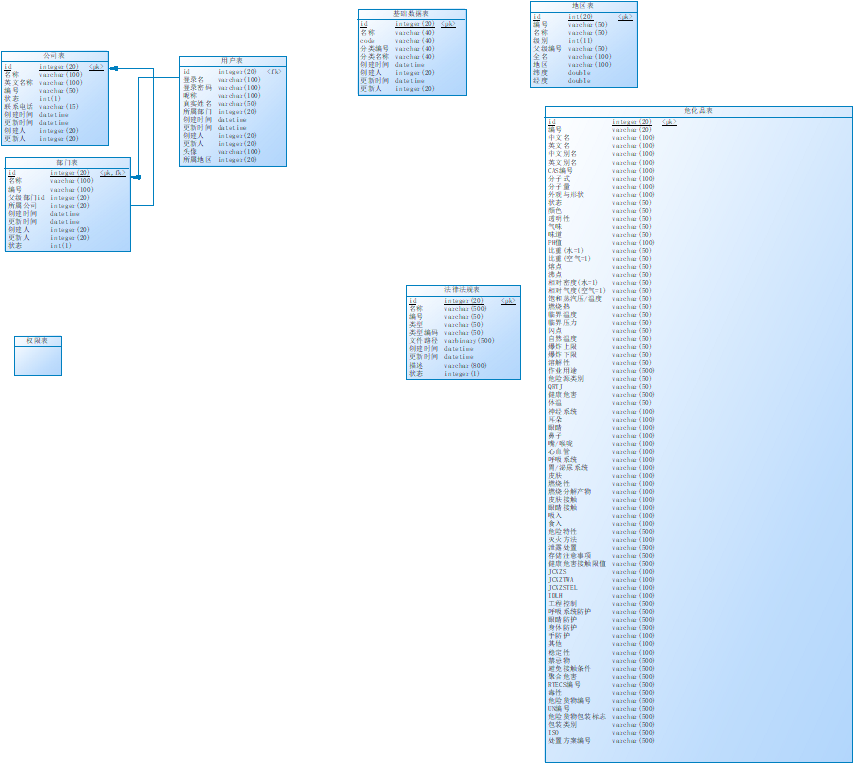 公司表
id integer(20) <pk>
名称 varchar(100)
英文名称 varchar(100)
编号 varchar(50)
状态 int(1)
联系电话 varchar(15)
创建时间 datetime
更新时间 datetime
创建人 integer(20)
更新人 integer(20)
用户表
id integer(20) <fk>
登录名 varchar(100)
登录密码 varchar(100)
昵称 varchar(100)
真实姓名 varchar(50)
所属部门 integer(20)
创建时间 datetime
更新时间 datetime
创建人 integer(20)
更新人 integer(20)
头像 varchar(100)
所属地区 integer(20)
基础数据表
id integer(20) <pk>
名称 varchar(40)
code varchar(40)
分类编号 varchar(40)
分类名称 varchar(40)
创建时间 datetime
创建人 integer(20)
更新时间 datetime
更新人 integer(20)
地区表
id int(20) <pk>
编号 varchar(50)
名称 varchar(50)
级别 int(11)
父级编号 varchar(50)
全名 varchar(100)
地区 varchar(100)
纬度 double
经度 double
部门表
id integer(20) <pk,fk>
名称 varchar(100)
编号 varchar(100)
父级部门id integer(20)
所属公司 integer(20)
创建时间 datetime
更新时间 datetime
创建人 integer(20)
更新人 integer(20)
状态 int(1)
权限表
法律法规表
id integer(20) <pk>
名称 varchar(500)
编号 varchar(50)
类型 varchar(50)
类型编码 varchar(50)
文件路径 varbinary(500)
创建时间 datetime
更新时间 datetime
描述 varchar(800)
状态 integer(1)
危化品表
id integer(20) <pk>
编号 varchar(20)
中文名 varchar(100)
英文名 varchar(100)
中文别名 varchar(100)
英文别名 varchar(100)
CAS编号 varchar(100)
分子式 varchar(100)
分子量 varchar(100)
外观与形状 varchar(100)
状态 varchar(50)
颜色 varchar(50)
透明性 varchar(50)
气味 varchar(50)
味道 varchar(50)
PH值 varchar(100)
比重(水=1) varchar(50)
比重(空气=1) varchar(50)
熔点 varchar(50)
沸点 varchar(50)
相对密度(水=1) varchar(50)
相对气度(空气=1) varchar(50)
饱和蒸汽压/温度 varchar(50)
燃烧热 varchar(50)
临界温度 varchar(50)
临界压力 varchar(50)
闪点 varchar(50)
自燃温度 varchar(50)
爆炸上限 varchar(50)
爆炸下限 varchar(50)
溶解性 varchar(50)
作业用途 varchar(500)
危险源类别 varchar(50)
QSTJ varchar(50)
健康危害 varchar(500)
体温 varchar(50)
神经系统 varchar(100)
耳朵 varchar(100)
眼睛 varchar(100)
鼻子 varchar(100)
嘴/喉咙 varchar(100)
心血管 varchar(100)
呼吸系统 varchar(100)
胃/泌尿系统 varchar(100)
皮肤 varchar(100)
燃烧性 varchar(100)
燃烧分解产物 varchar(100)
皮肤接触 varchar(100)
眼睛接触 varchar(100)
吸入 varchar(100)
食入 varchar(100)
危险特性 varchar(500)
灭火方法 varchar(100)
泄露处置 varchar(500)
存储注意事项 varchar(500)
健康危害接触限值 varchar(500)
JCXZS varchar(100)
JCXZTWA varchar(100)
JCXZSTEL varchar(100)
IDLH varchar(100)
工程控制 varchar(500)
呼吸系统防护 varchar(500)
眼睛防护 varchar(500)
身体防护 varchar(500)
手防护 varchar(100)
其他 varchar(100)
稳定性 varchar(100)
禁忌物 varchar(500)
避免接触条件 varchar(500)
聚合危害 varchar(500)
RTECS编号 varchar(500)
毒性 varchar(500)
危险货物编号 varchar(500)
UN编号 varchar(500)
危险货物包装标志 varchar(500)
包装类别 varchar(500)
ISO varchar(500)
处置方案编号 varchar(500)